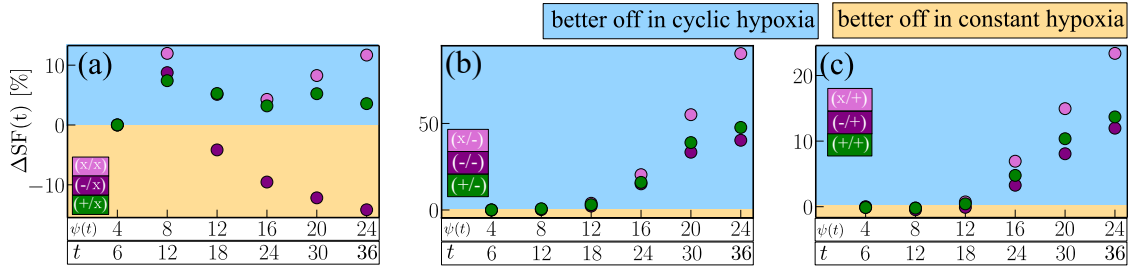 better off in cyclic hypoxia
better off in constant hypoxia
ΔSF(t) [%]
(a)
10
0
−10
(x/x)
(-/x)
(+/x)
ψ(t) 4 8 12 16 20 24
t 6 12 18 24 30 36
(b)
50
0
(x/-)
(-/-)
(+/-)
ψ(t) 4 8 12 16 20 24
t 6 12 18 24 30 36
(c)
20
10
0
(x/+)
(-/+)
(+/+)
ψ(t) 4 8 12 16 20 24
t 6 12 18 24 30 36